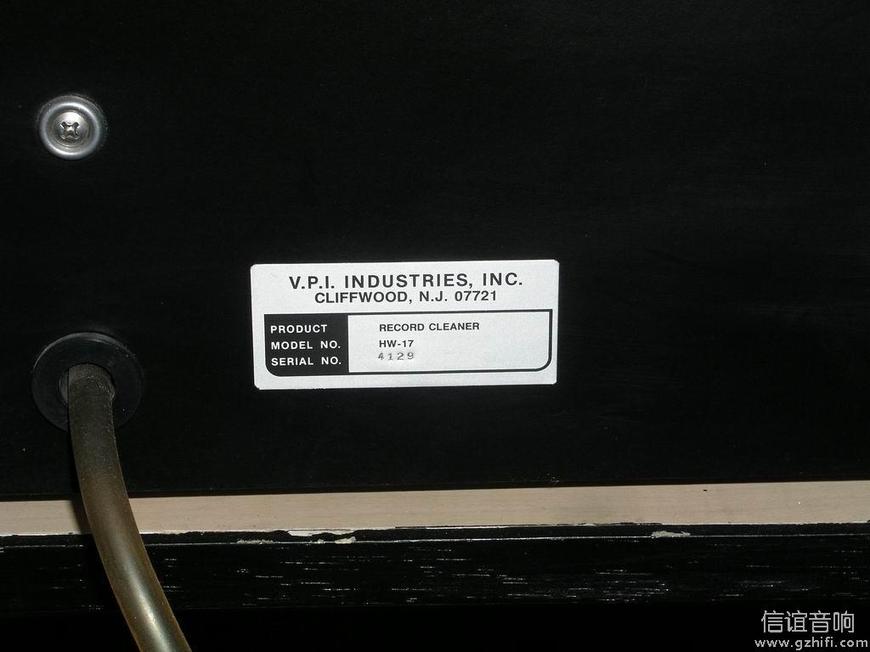 V.P.I. INDUSTRIES, INC.
CLIFFWOOD, N.J. 07721
PRODUCT RECORD CLEANER
MODEL NO. HW-17
SERIAL NO. 4129
信谊音响
www.gzhifi.com